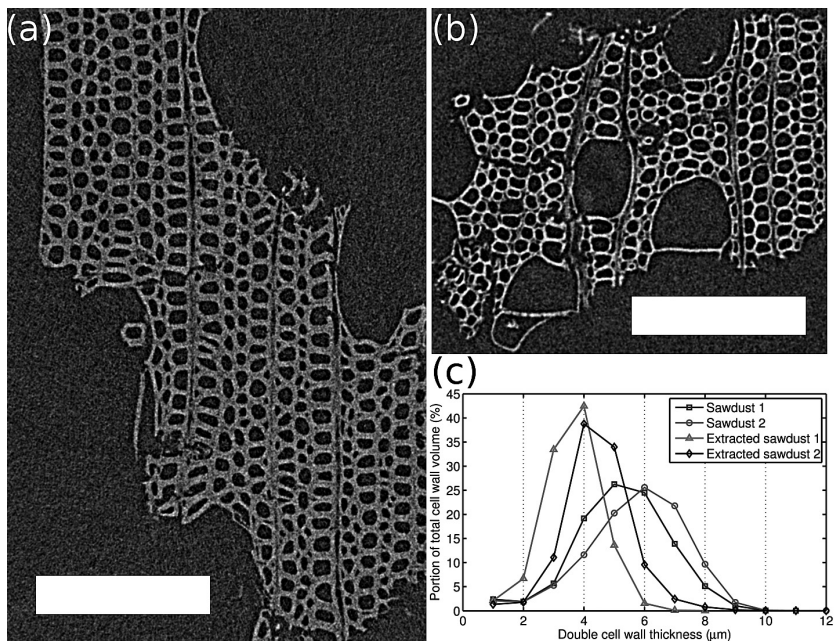 (a)
(b)
(c)
45
40
35
30
25
20
15
10
5
0
Portion of total cell wall volume (%)
Sawdust 1
Sawdust 2
Extracted sawdust 1
Extracted sawdust 2
0 2 4 6 8 10 12
Double cell wall thickness (μm)